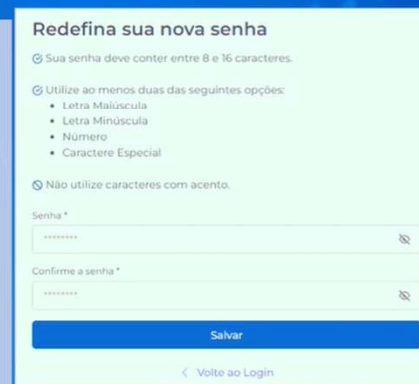 Redefina sua nova senha
Sua senha deve conter entre 8 e 16 caracteres.
Utilize ao menos duas das seguintes opções:
• Letra Maiúscula
• Letra Minúscula
• Número
• Caractere Especial
Não utilize caracteres com acento.
Senha *
********
Confirme a senha *
********
Salvar
< Volte ao Login